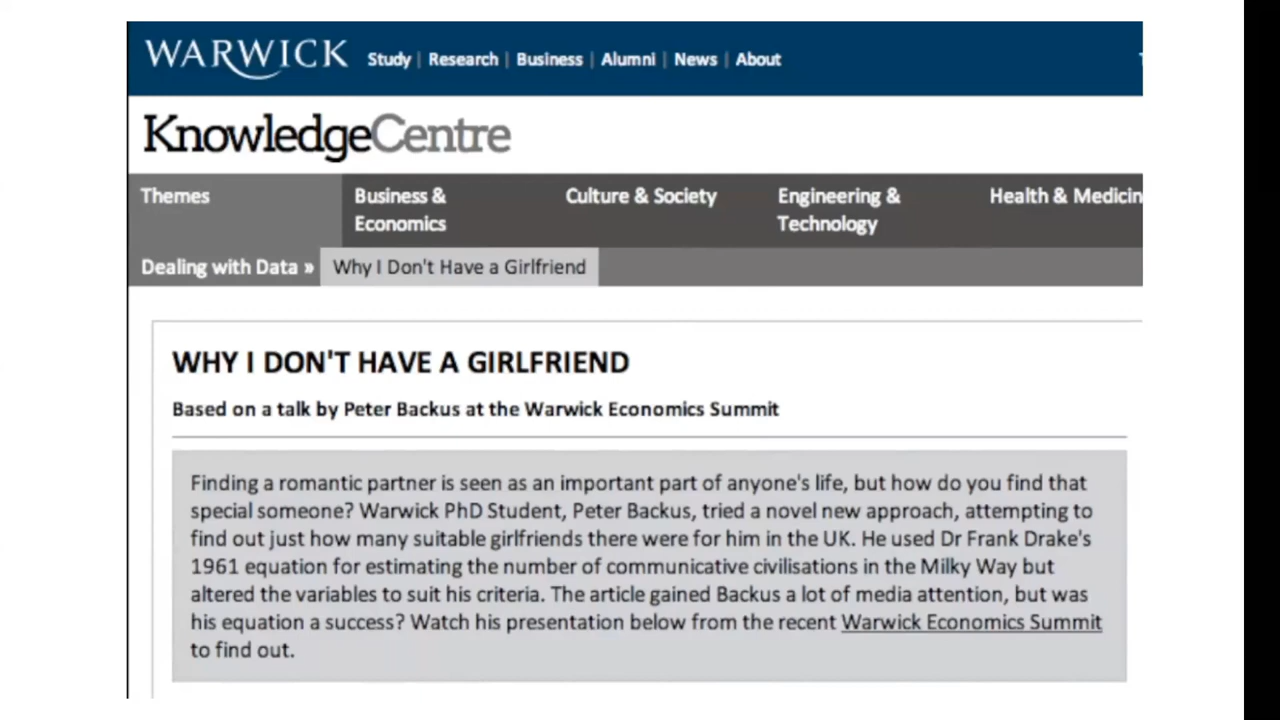 WARWICK Study | Research | Business | Alumni | News | About
KnowledgeCentre
Themes Business & Culture & Society Engineering & Health & Medicin
Economics Technology
Dealing with Data » Why I Don't Have a Girlfriend
WHY I DON'T HAVE A GIRLFRIEND
Based on a talk by Peter Backus at the Warwick Economics Summit
Finding a romantic partner is seen as an important part of anyone's life, but how do you find that
special someone? Warwick PhD Student, Peter Backus, tried a novel new approach, attempting to
find out just how many suitable girlfriends there were for him in the UK. He used Dr Frank Drake's
1961 equation for estimating the number of communicative civilisations in the Milky Way but
altered the variables to suit his criteria. The article gained Backus a lot of media attention, but was
his equation a success? Watch his presentation below from the recent Warwick Economics Summit
to find out.